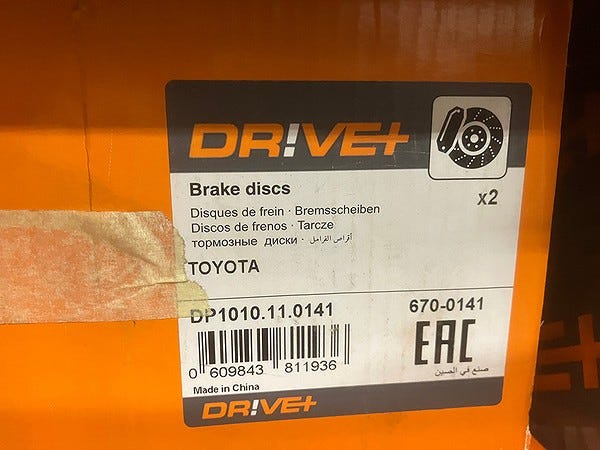 DR!VE+
Brake discs
x2
Disques de frein · Bremsscheiben
Discos de frenos · Tarcze
тормозные диски · أقراص الفرامل
TOYOTA
DP1010.11.0141
670-0141
EAC
0 609843 811936
صنع في الصين
Made in China
DR!VE+